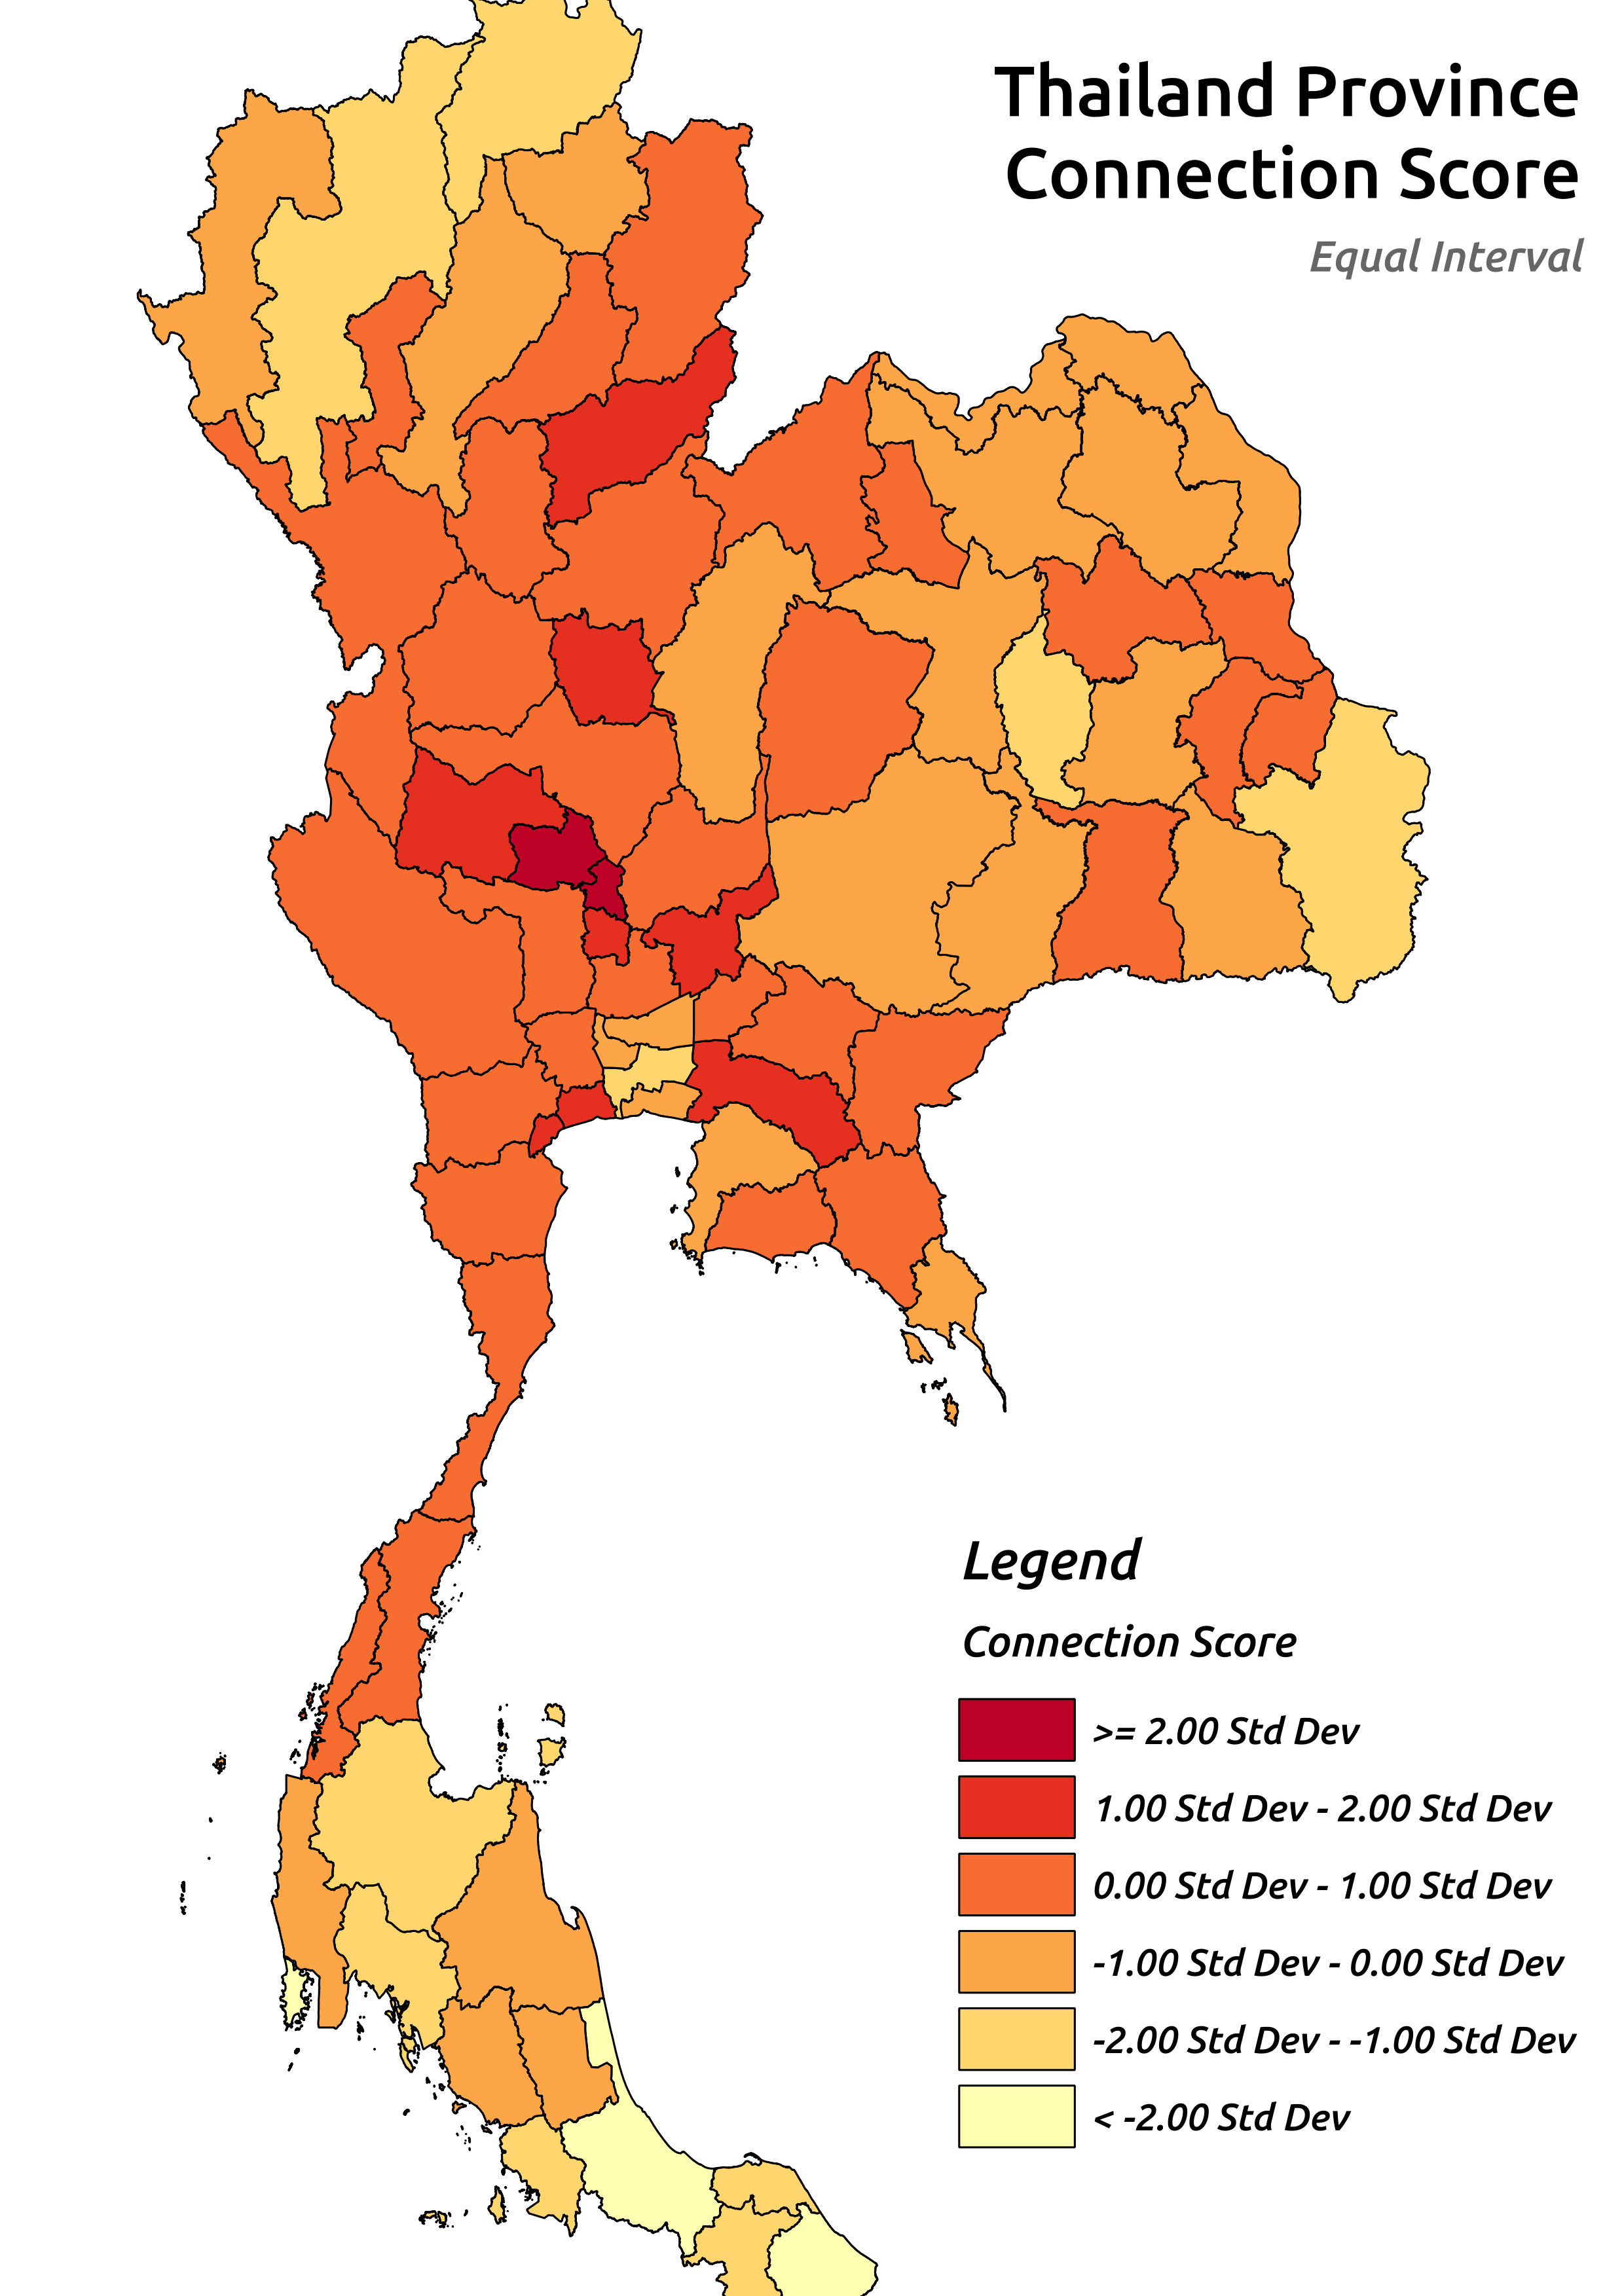 Thailand Province
Connection Score
Equal Interval
Legend
Connection Score
>= 2.00 Std Dev
1.00 Std Dev - 2.00 Std Dev
0.00 Std Dev - 1.00 Std Dev
-1.00 Std Dev - 0.00 Std Dev
-2.00 Std Dev - -1.00 Std Dev
< -2.00 Std Dev